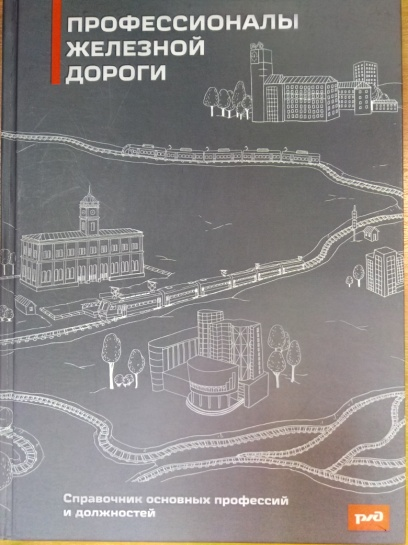 ПРОФЕССИОНАЛЫ
ЖЕЛЕЗНОЙ
ДОРОГИ
Справочник основных профессий
и должностей
ржд